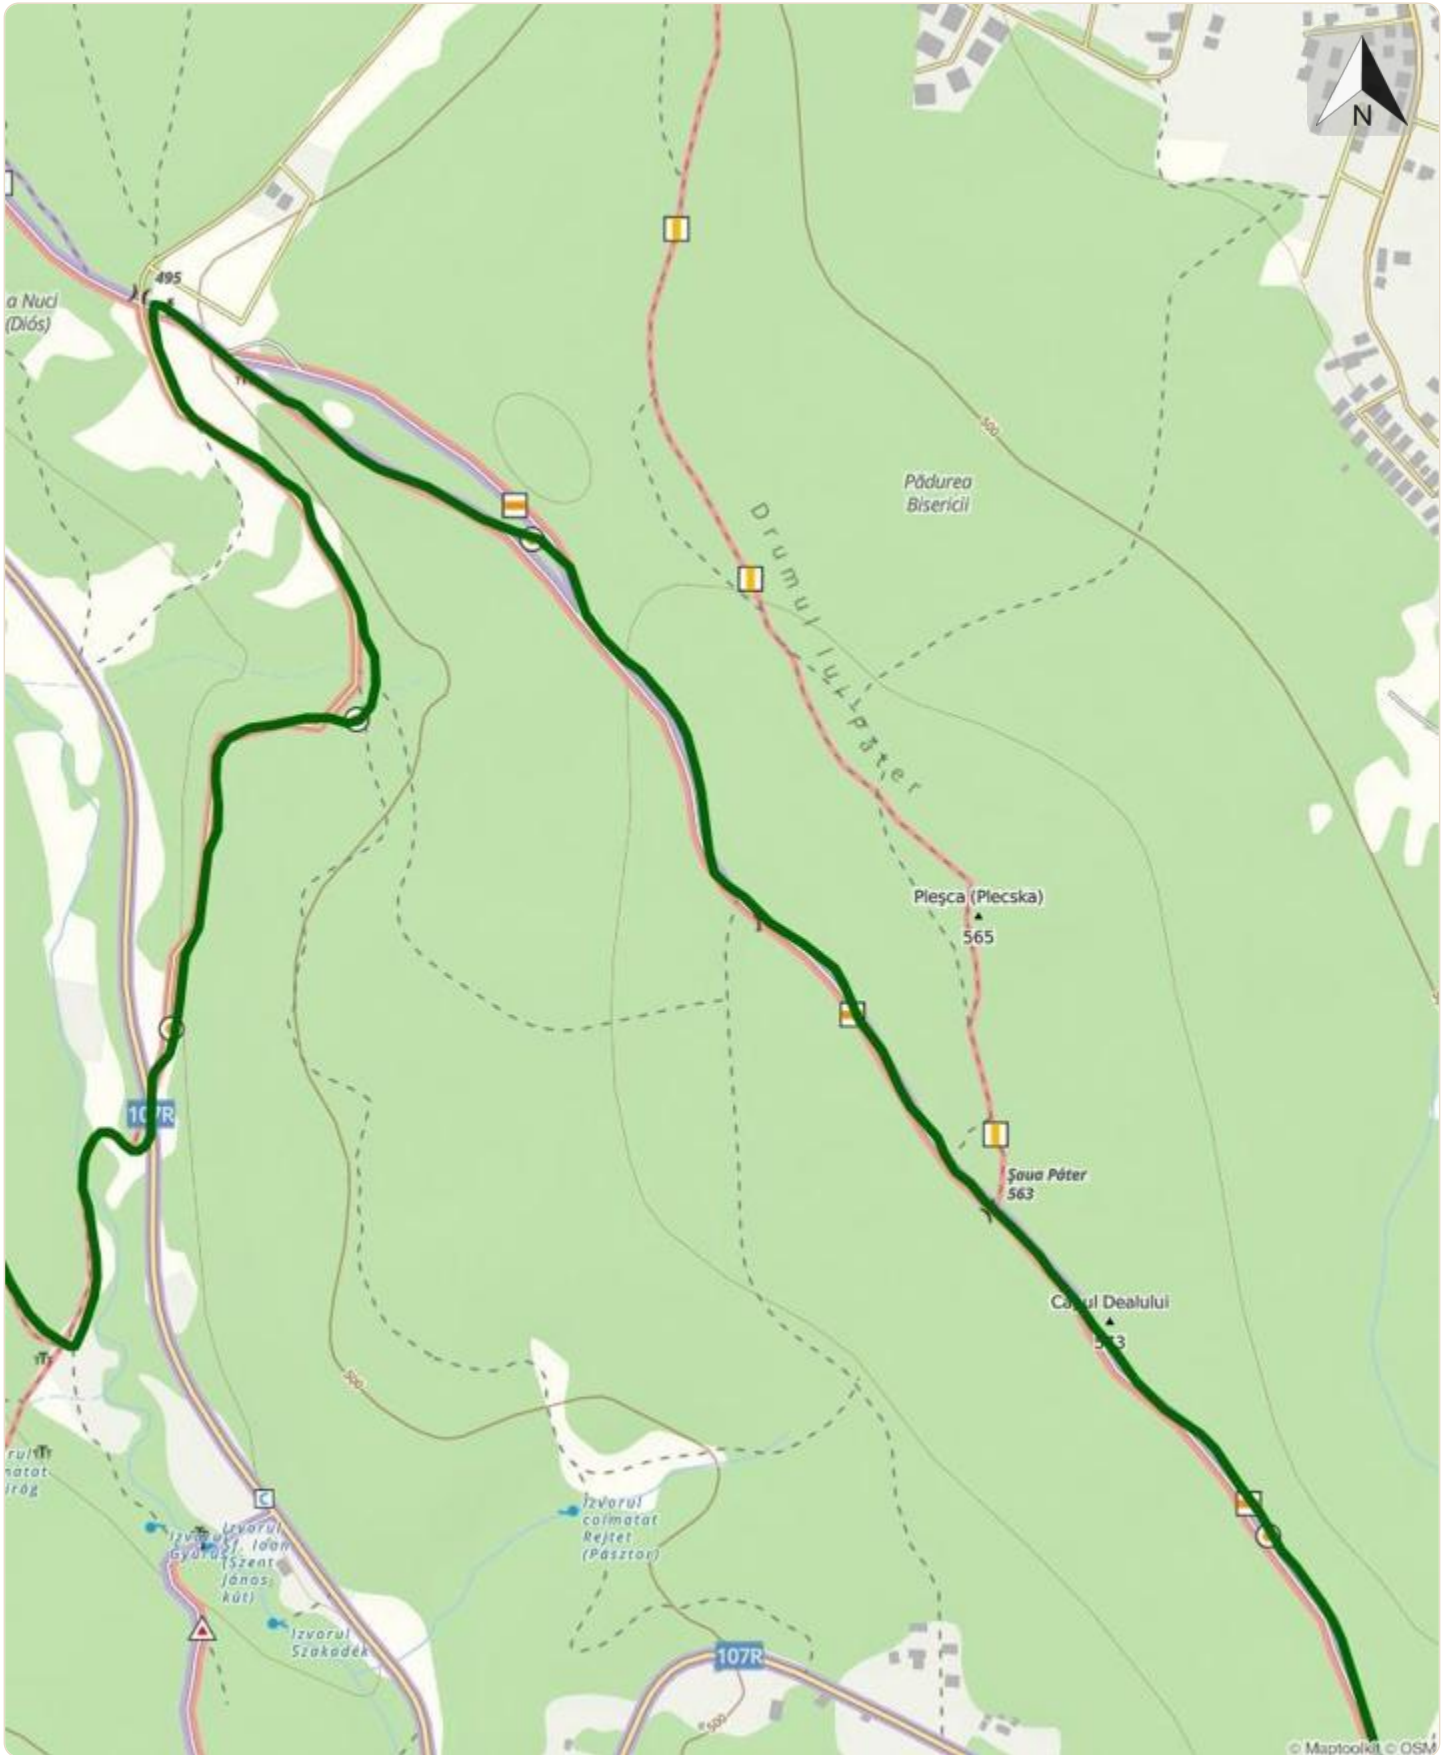 N
495
a Nuci
(Diós)
500
Pădurea
Bisericii
Drumul lui Páter
Pleşca (Plecska)
565
107R
Şaua Páter
563
Capul Dealului
500
Izvorul
colmatat
Rejtet
(Pásztor)
Izvorul
Sf. Ioan
(Szent
János
kút)
Izvorul
Szakadék
107R
500
© Maptoolkit © OSM